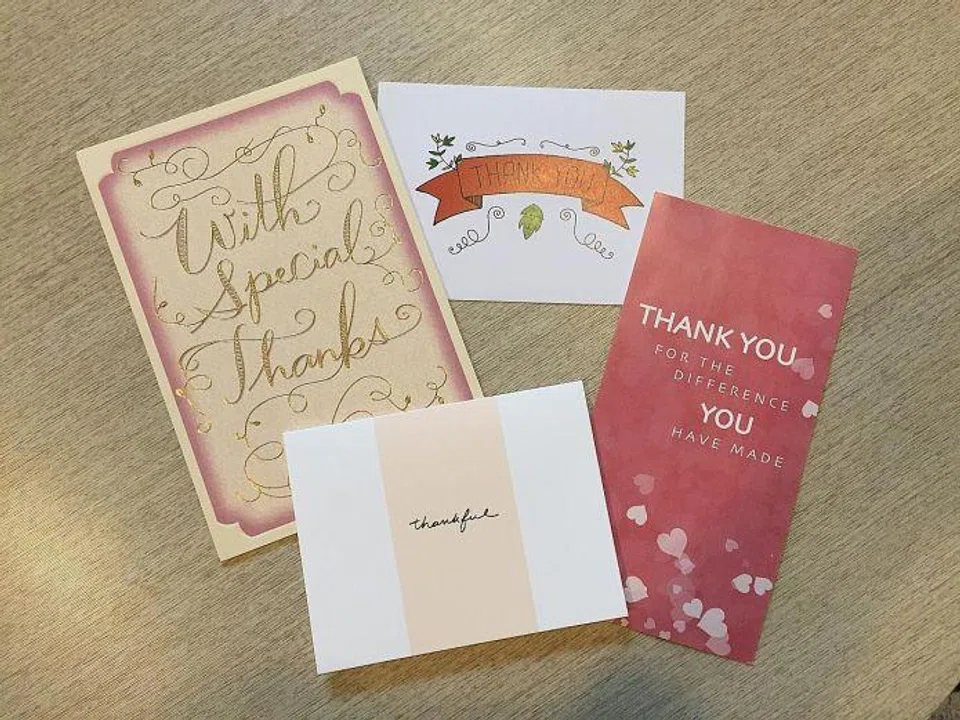 With
Special
Thanks
THANK YOU!
THANK YOU
FOR THE
DIFFERENCE
YOU
HAVE MADE
thankful